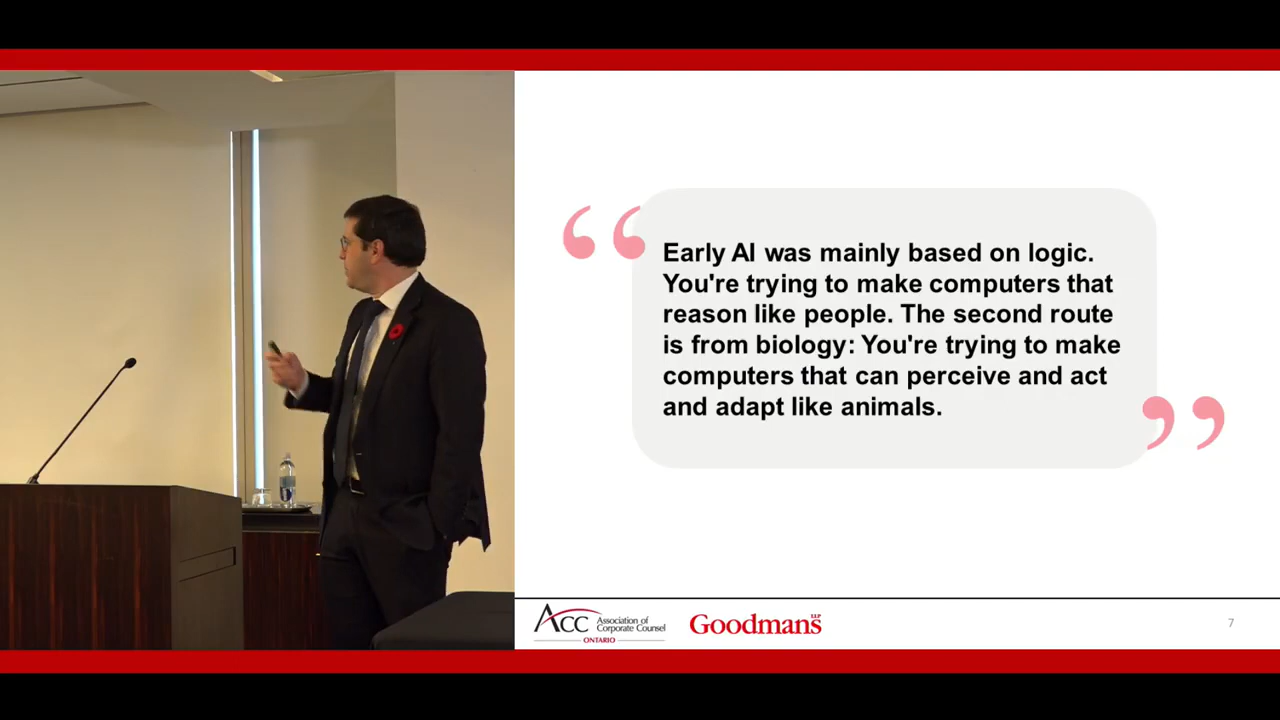 Early AI was mainly based on logic.
You're trying to make computers that
reason like people. The second route
is from biology: You're trying to make
computers that can perceive and act
and adapt like animals.
ACC Association of
Corporate Counsel
ONTARIO
Goodmans LLP
7